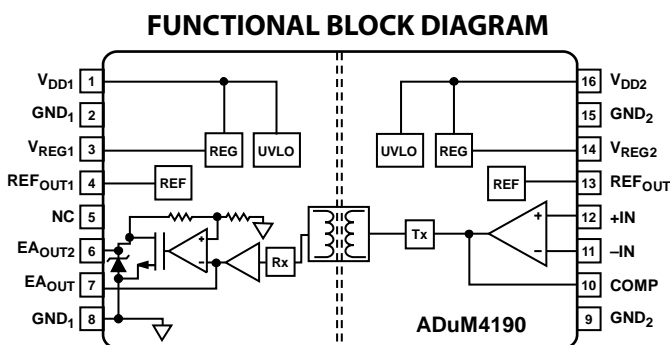 FUNCTIONAL BLOCK DIAGRAM
VDD1 1
GND1 2
VREG1 3
REFOUT1 4
NC 5
EAOUT2 6
EAOUT 7
GND1 8
REG
UVLO
REF
+
−
Rx
Tx
UVLO
REG
REF
+
−
ADuM4190
16 VDD2
15 GND2
14 VREG2
13 REFOUT
12 +IN
11 –IN
10 COMP
9 GND2